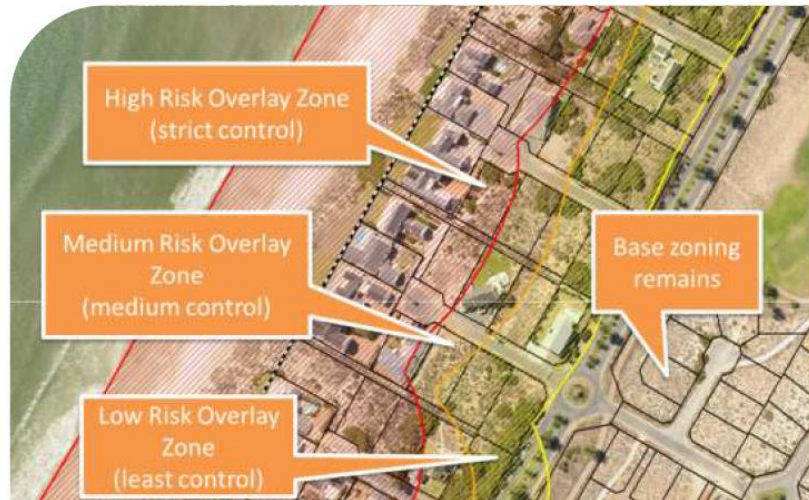 High Risk Overlay Zone
(strict control)
Medium Risk Overlay
Zone
(medium control)
Base zoning
remains
Low Risk Overlay
Zone
(least control)